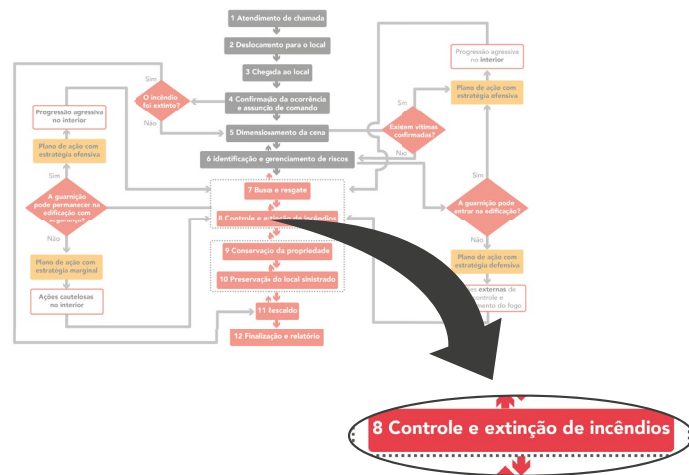 1 Atendimento de chamada
2 Deslocamento para o local
3 Chegada ao local
4 Confirmação da ocorrência
e assunção de comando
5 Dimensiosamento da cena
6 identificação e gerenciamento de riscos
7 Busca e resgate
8 Controle e extinção de incêndios
9 Conservação da propriedade
10 Preservação do local sinistrado
11 Rescaldo
12 Finalização e relatório
Sim
O incêndio
foi extinto?
Não
Progressão agressiva
no interior
Plano de ação com
estratégia ofensiva
Sim
A guarnição
pode permanecer na
edificação com
Não
Plano de ação com
estratégia marginal
Ações cautelosas
no interior
Progressão agressiva
no interior
Plano de ação com
estratégia ofensiva
Sim
Existem vítimas
confirmadas?
Não
Sim
A guarnição pode
entrar na edificação?
Não
Plano de ação com
estratégia defensiva
externas de
controle e
do fogo
8 Controle e extinção de incêndios